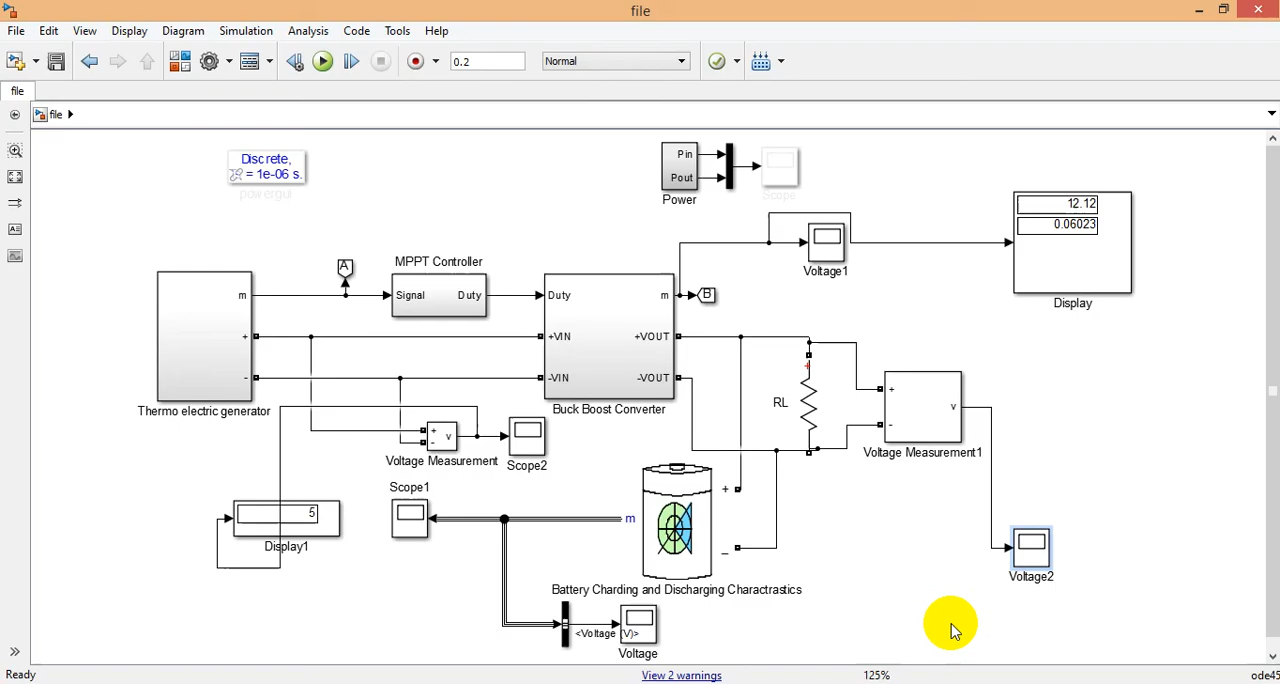 file
File Edit View Display Diagram Simulation Analysis Code Tools Help
0.2 Normal
file
file
Discrete,
= 1e-06 s.
powergui
Pin
Pout
Power
Scope
12.12
0.06023
Display
Voltage1
A
MPPT Controller
m
Signal Duty
Duty m
B
+ +VIN +VOUT
- -VIN -VOUT
Thermo electric generator
Buck Boost Converter
+
RL
+
v
-
Voltage Measurement1
+
v
-
Voltage Measurement
Scope2
Scope1
5
Display1
m
+
_
Battery Charding and Discharging Charactrastics
<Voltage (V)>
Voltage
Voltage2
Ready View 2 warnings 125% ode45